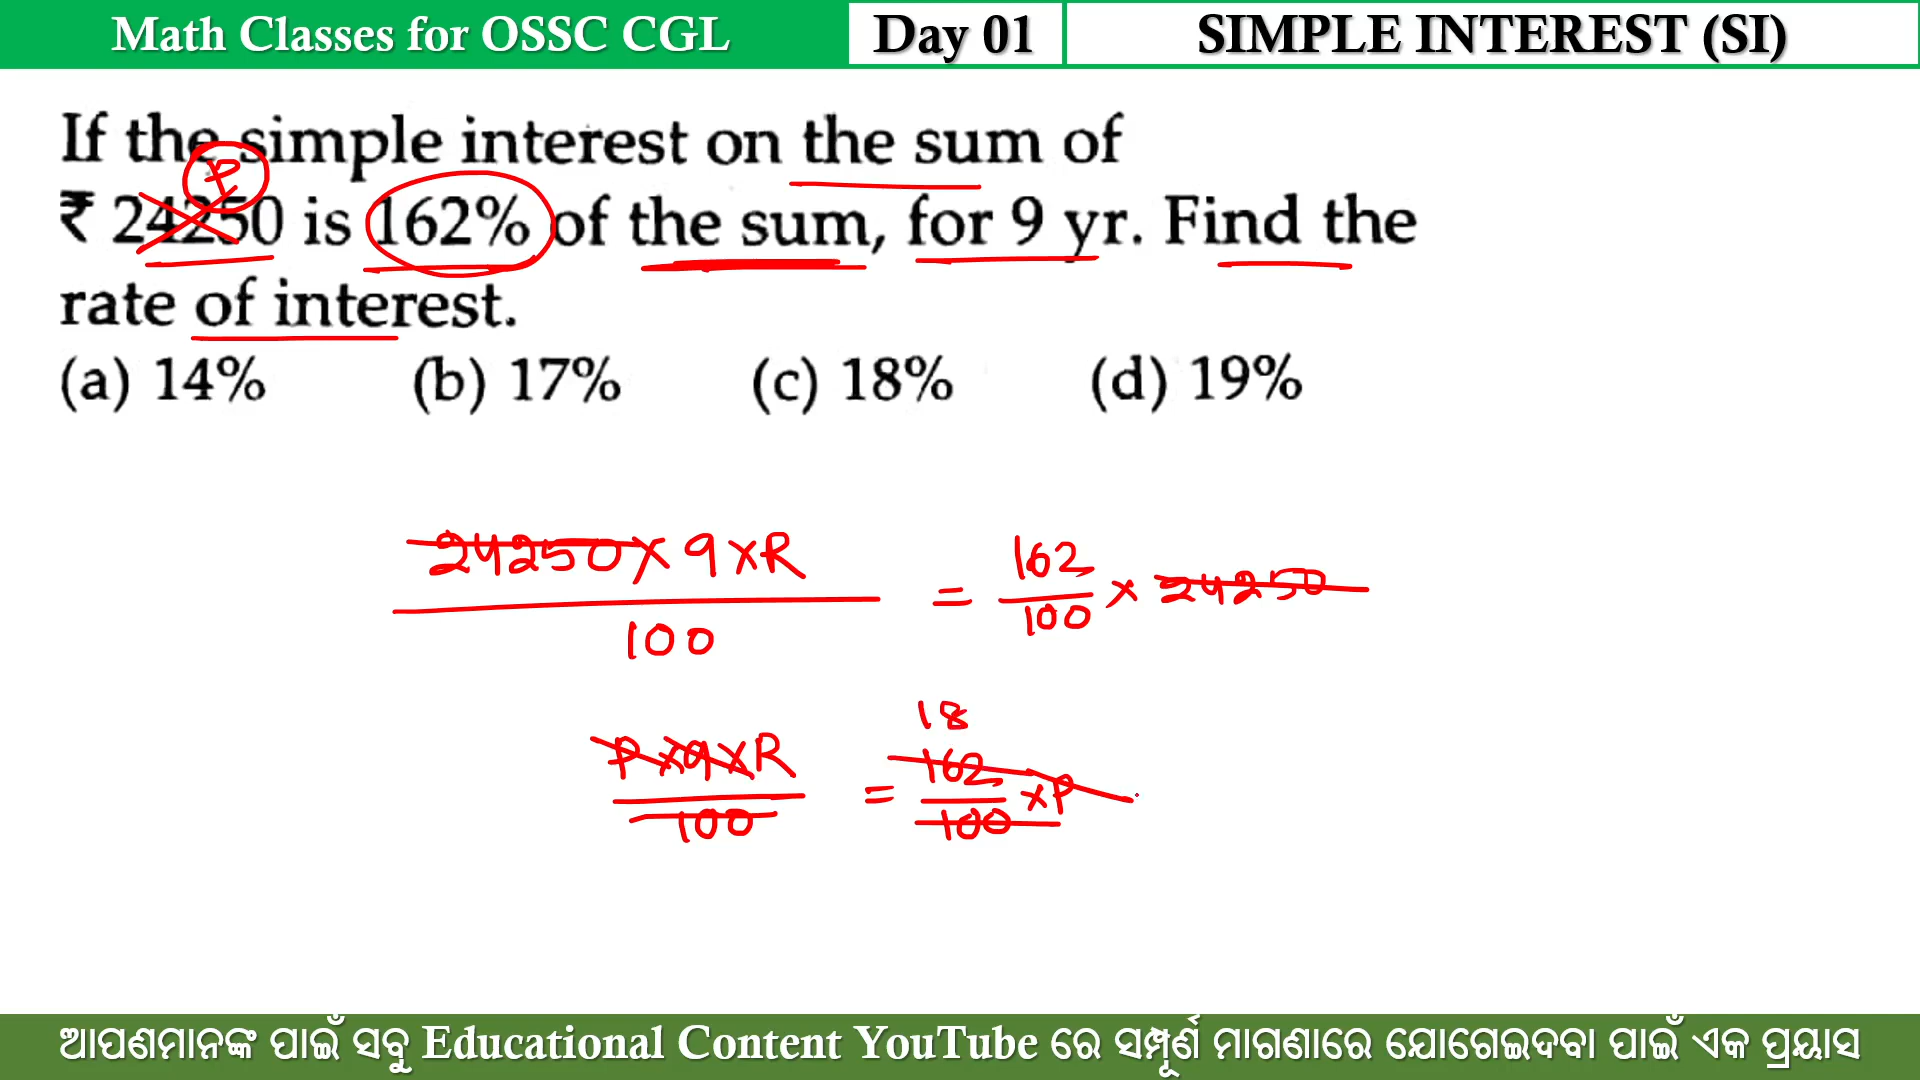 Math Classes for OSSC CGL
Day 01
SIMPLE INTEREST (SI)
If the simple interest on the sum of
P
₹ 24250 is 162% of the sum, for 9 yr. Find the
rate of interest.
(a) 14% (b) 17% (c) 18% (d) 19%
24250 × 9 × R = 162 × 24250
100 100
18
P × 9 × R = 162 × P
100 100
ଆପଣମାନଙ୍କ ପାଇଁ ସବୁ Educational Content YouTube ରେ ସମ୍ପୂର୍ଣ ମାଗଣାରେ ଯୋଗେଇଦବା ପାଇଁ ଏକ ପ୍ରୟାସ